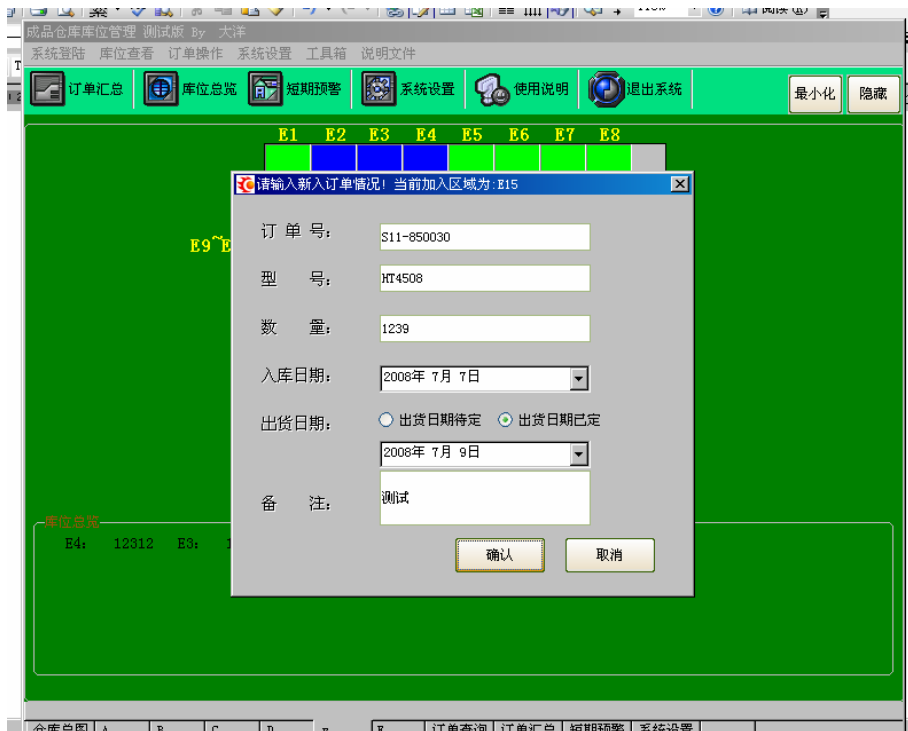 成品仓库库位管理 测试版 By 大洋
系统登陆 库位查看 订单操作 系统设置 工具箱 说明文件
订单汇总 库位总览 短期预警 系统设置 使用说明 退出系统 最小化 隐藏
E1 E2 E3 E4 E5 E6 E7 E8
请输入新入订单情况! 当前加入区域为:E15
订 单 号: S11-850030
E9~E
型 号: HT4508
数 量: 1239
入库日期: 2008年 7月 7日
出货日期: 出货日期待定 出货日期已定
2008年 7月 9日
备 注: 测试
库位总览
E4: 12312 E3: 1
确认 取消
仓库总图 A B C D E 订单查询 订单汇总 短期预警 系统设置